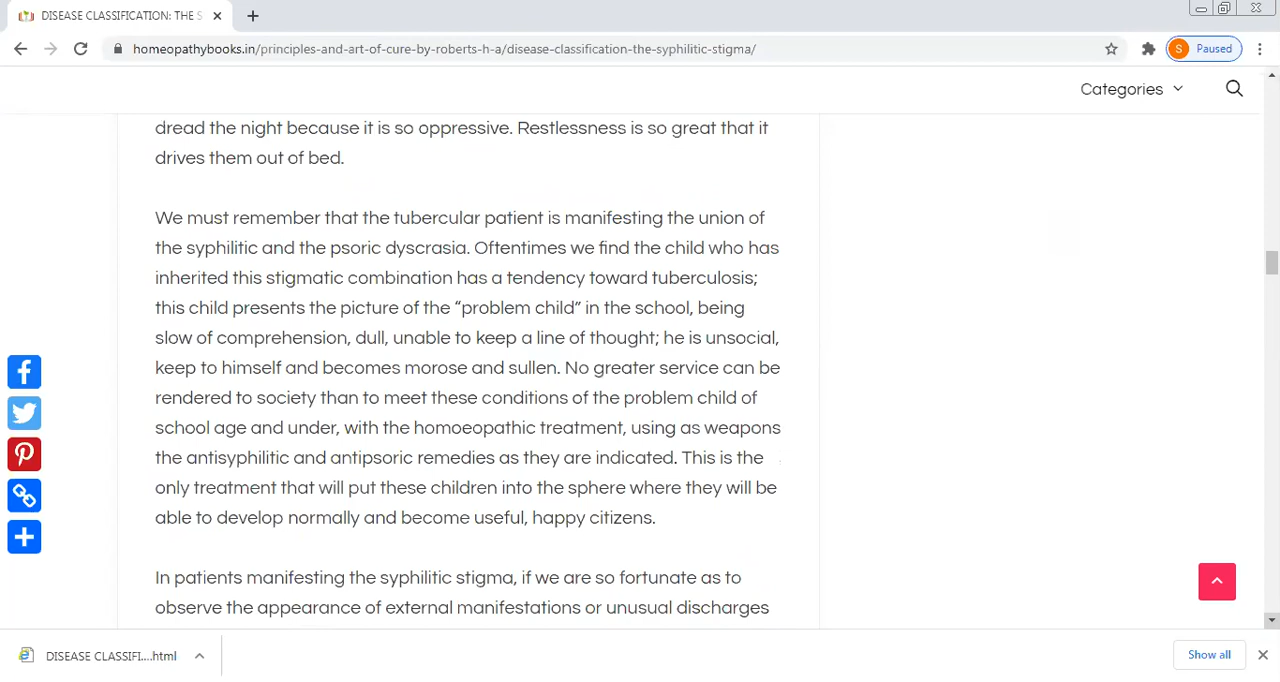 DISEASE CLASSIFICATION: THE S
homeopathybooks.in/principles-and-art-of-cure-by-roberts-h-a/disease-classification-the-syphilitic-stigma/
S Paused
Categories
dread the night because it is so oppressive. Restlessness is so great that it
drives them out of bed.
We must remember that the tubercular patient is manifesting the union of
the syphilitic and the psoric dyscrasia. Oftentimes we find the child who has
inherited this stigmatic combination has a tendency toward tuberculosis;
this child presents the picture of the “problem child” in the school, being
slow of comprehension, dull, unable to keep a line of thought; he is unsocial,
keep to himself and becomes morose and sullen. No greater service can be
rendered to society than to meet these conditions of the problem child of
school age and under, with the homoeopathic treatment, using as weapons
the antisyphilitic and antipsoric remedies as they are indicated. This is the
only treatment that will put these children into the sphere where they will be
able to develop normally and become useful, happy citizens.
In patients manifesting the syphilitic stigma, if we are so fortunate as to
observe the appearance of external manifestations or unusual discharges
DISEASE CLASSIFI....html
Show all